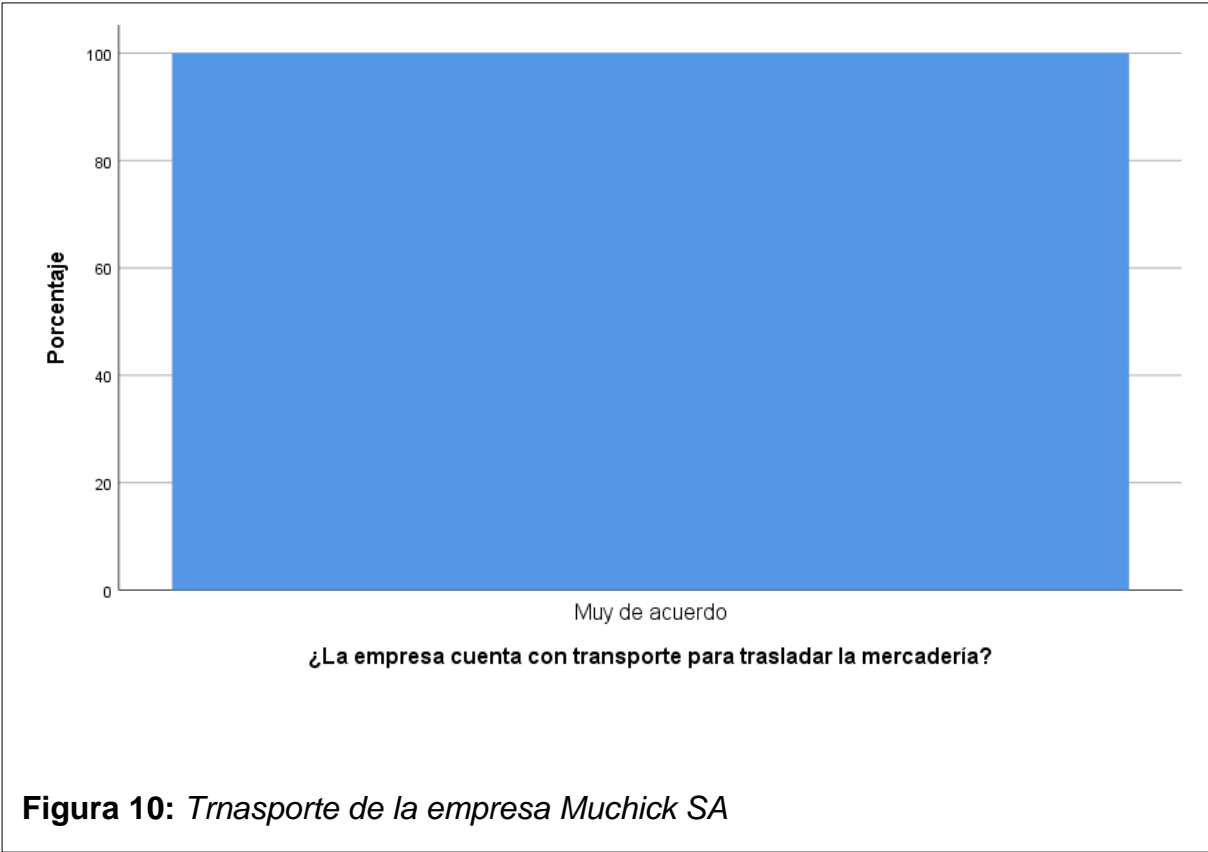 100
80
60
40
20
0
Porcentaje
Muy de acuerdo
¿La empresa cuenta con transporte para trasladar la mercadería?
Figura 10: Trnasporte de la empresa Muchick SA